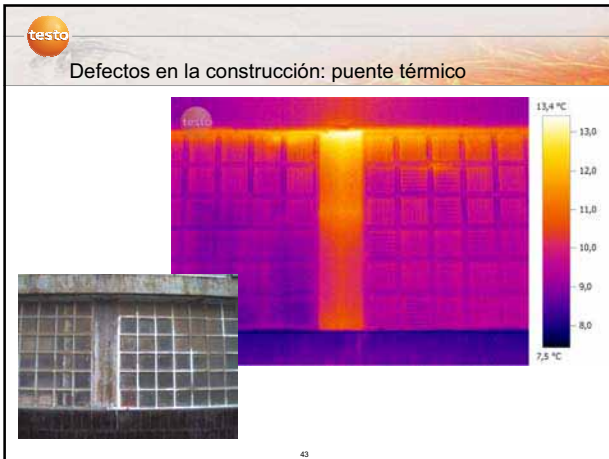 testo
Defectos en la construcción: puente térmico
testo
13,4 °C
13,0
12,0
11,0
10,0
9,0
8,0
7,5 °C
43